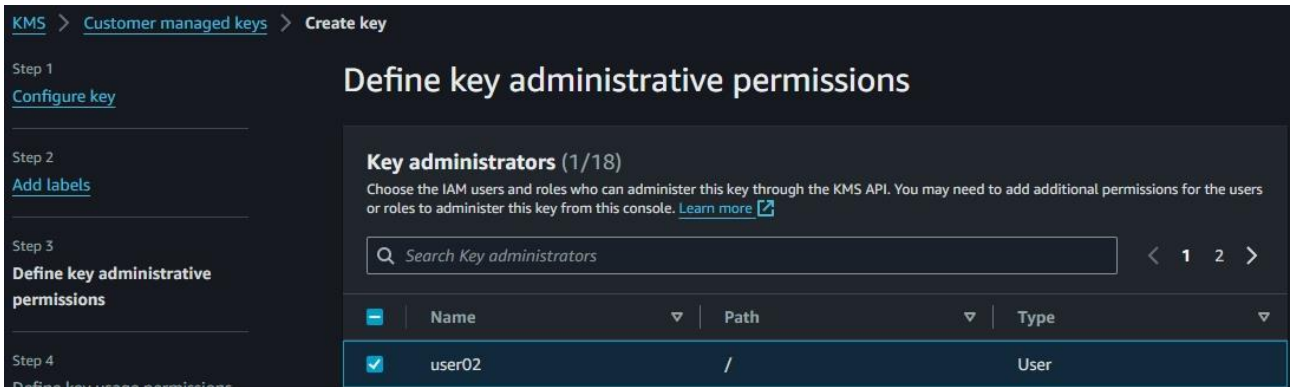 KMS > Customer managed keys > Create key
Step 1
Configure key
Step 2
Add labels
Step 3
Define key administrative
permissions
Step 4
Define key usage permissions
Define key administrative permissions
Key administrators (1/18)
Choose the IAM users and roles who can administer this key through the KMS API. You may need to add additional permissions for the users
or roles to administer this key from this console. Learn more
Search Key administrators
< 1 2 >
Name Path Type
user02 / User